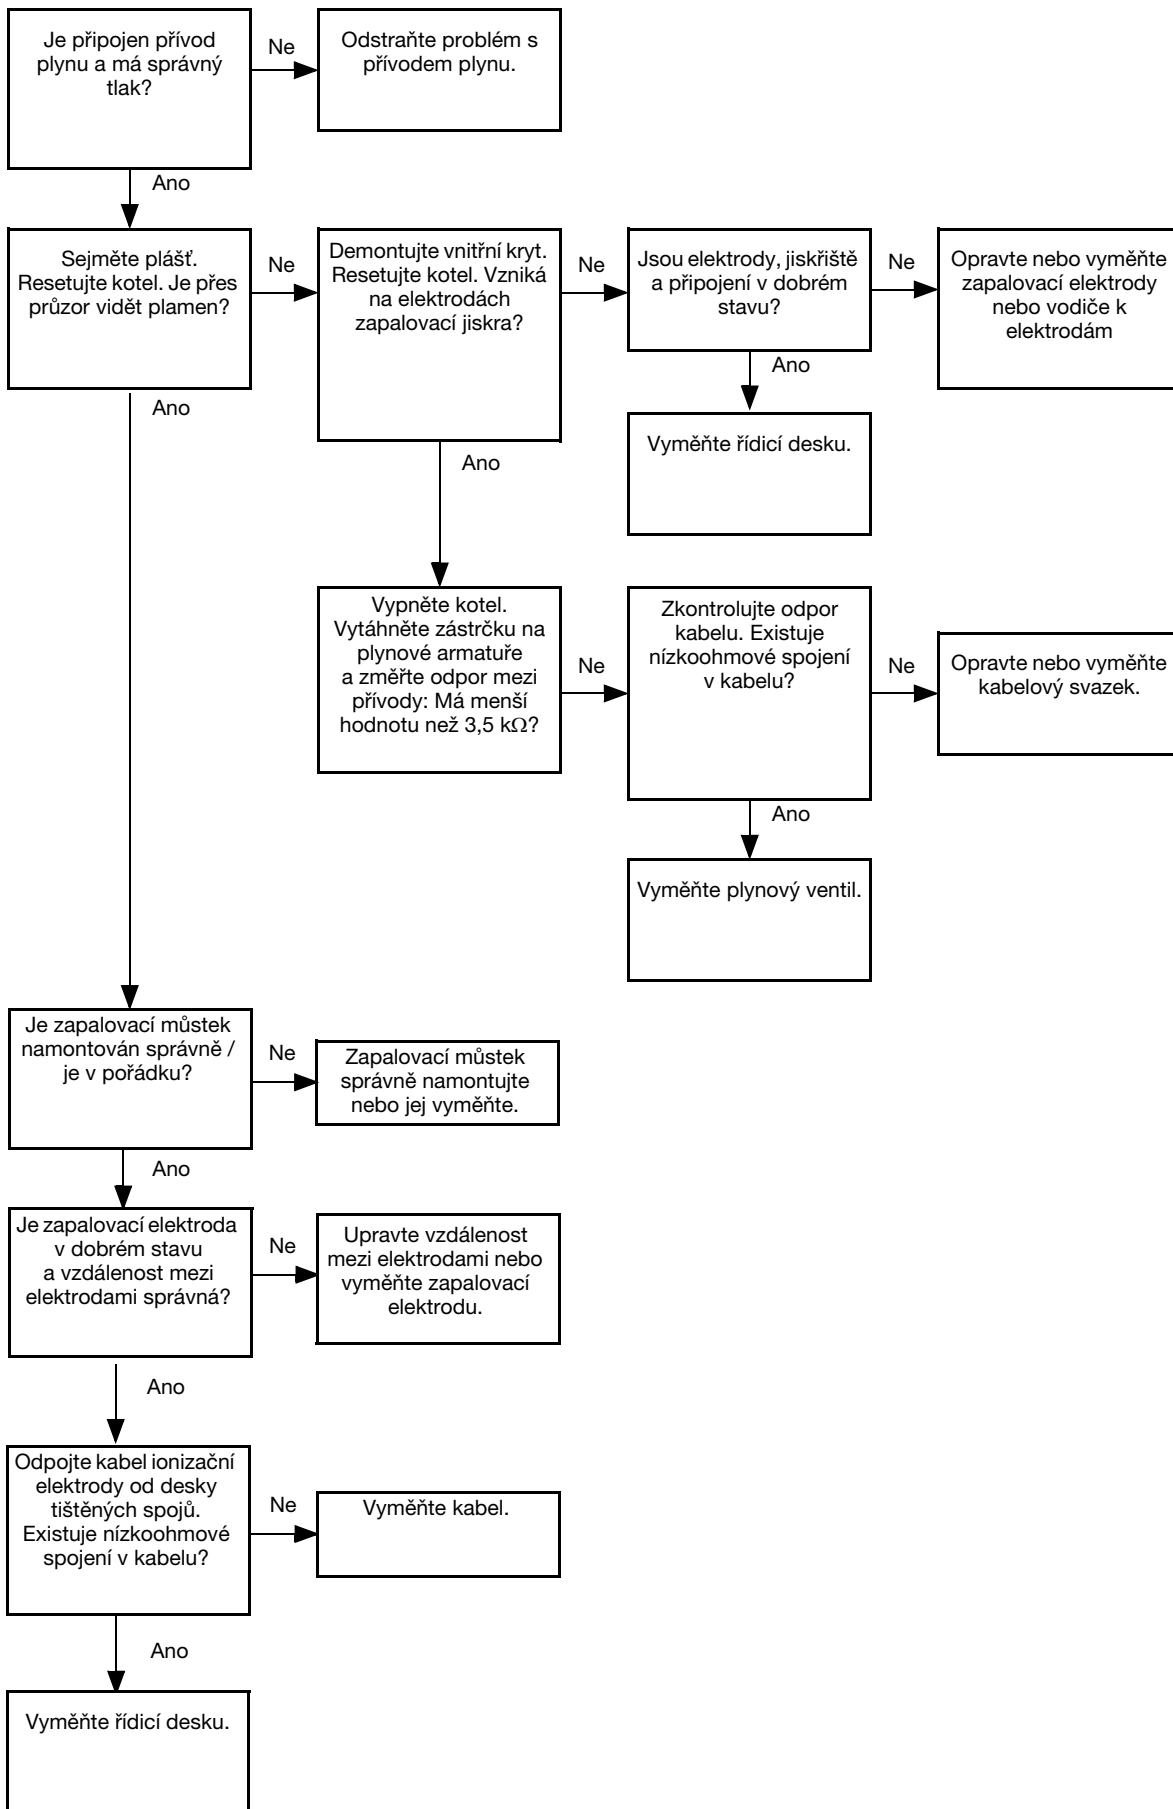 Je připojen přívod
plynu a má správný
tlak?
Ne
Odstraňte problém s
přívodem plynu.
Ano
Sejměte plášť.
Resetujte kotel. Je přes
průzor vidět plamen?
Ne
Demontujte vnitřní kryt.
Resetujte kotel. Vzniká
na elektrodách
zapalovací jiskra?
Ne
Jsou elektrody, jiskřiště
a připojení v dobrém
stavu?
Ne
Opravte nebo vyměňte
zapalovací elektrody
nebo vodiče k
elektrodám
Ano
Vyměňte řídicí desku.
Ano
Ano
Vypněte kotel.
Vytáhněte zástrčku na
plynové armatuře
a změřte odpor mezi
přívody: Má menší
hodnotu než 3,5 kΩ?
Ne
Zkontrolujte odpor
kabelu. Existuje
nízkoohmové spojení
v kabelu?
Ne
Opravte nebo vyměňte
kabelový svazek.
Ano
Vyměňte plynový ventil.
Je zapalovací můstek
namontován správně /
je v pořádku?
Ne
Zapalovací můstek
správně namontujte
nebo jej vyměňte.
Ano
Je zapalovací elektroda
v dobrém stavu
a vzdálenost mezi
elektrodami správná?
Ne
Upravte vzdálenost
mezi elektrodami nebo
vyměňte zapalovací
elektrodu.
Ano
Odpojte kabel ionizační
elektrody od desky
tištěných spojů.
Existuje nízkoohmové
spojení v kabelu?
Ne
Vyměňte kabel.
Ano
Vyměňte řídicí desku.